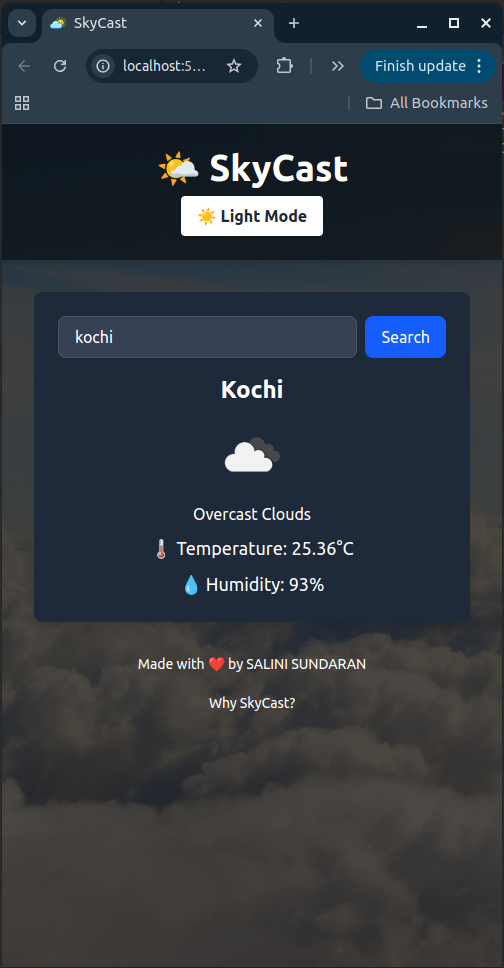 SkyCast
localhost:5…
Finish update
All Bookmarks
SkyCast
Light Mode
kochi
Search
Kochi
Overcast Clouds
Temperature: 25.36°C
Humidity: 93%
Made with ❤️ by SALINI SUNDARAN
Why SkyCast?